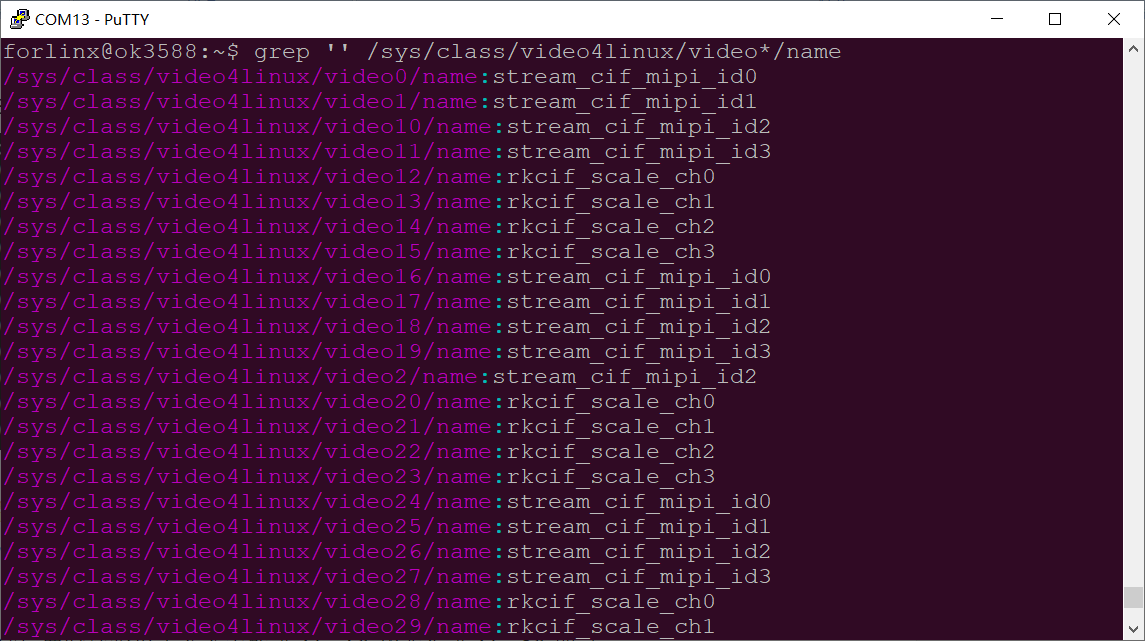 COM13 - PuTTY
forlinx@ok3588:~$ grep '' /sys/class/video4linux/video*/name
/sys/class/video4linux/video0/name:stream_cif_mipi_id0
/sys/class/video4linux/video1/name:stream_cif_mipi_id1
/sys/class/video4linux/video10/name:stream_cif_mipi_id2
/sys/class/video4linux/video11/name:stream_cif_mipi_id3
/sys/class/video4linux/video12/name:rkcif_scale_ch0
/sys/class/video4linux/video13/name:rkcif_scale_ch1
/sys/class/video4linux/video14/name:rkcif_scale_ch2
/sys/class/video4linux/video15/name:rkcif_scale_ch3
/sys/class/video4linux/video16/name:stream_cif_mipi_id0
/sys/class/video4linux/video17/name:stream_cif_mipi_id1
/sys/class/video4linux/video18/name:stream_cif_mipi_id2
/sys/class/video4linux/video19/name:stream_cif_mipi_id3
/sys/class/video4linux/video2/name:stream_cif_mipi_id2
/sys/class/video4linux/video20/name:rkcif_scale_ch0
/sys/class/video4linux/video21/name:rkcif_scale_ch1
/sys/class/video4linux/video22/name:rkcif_scale_ch2
/sys/class/video4linux/video23/name:rkcif_scale_ch3
/sys/class/video4linux/video24/name:stream_cif_mipi_id0
/sys/class/video4linux/video25/name:stream_cif_mipi_id1
/sys/class/video4linux/video26/name:stream_cif_mipi_id2
/sys/class/video4linux/video27/name:stream_cif_mipi_id3
/sys/class/video4linux/video28/name:rkcif_scale_ch0
/sys/class/video4linux/video29/name:rkcif_scale_ch1